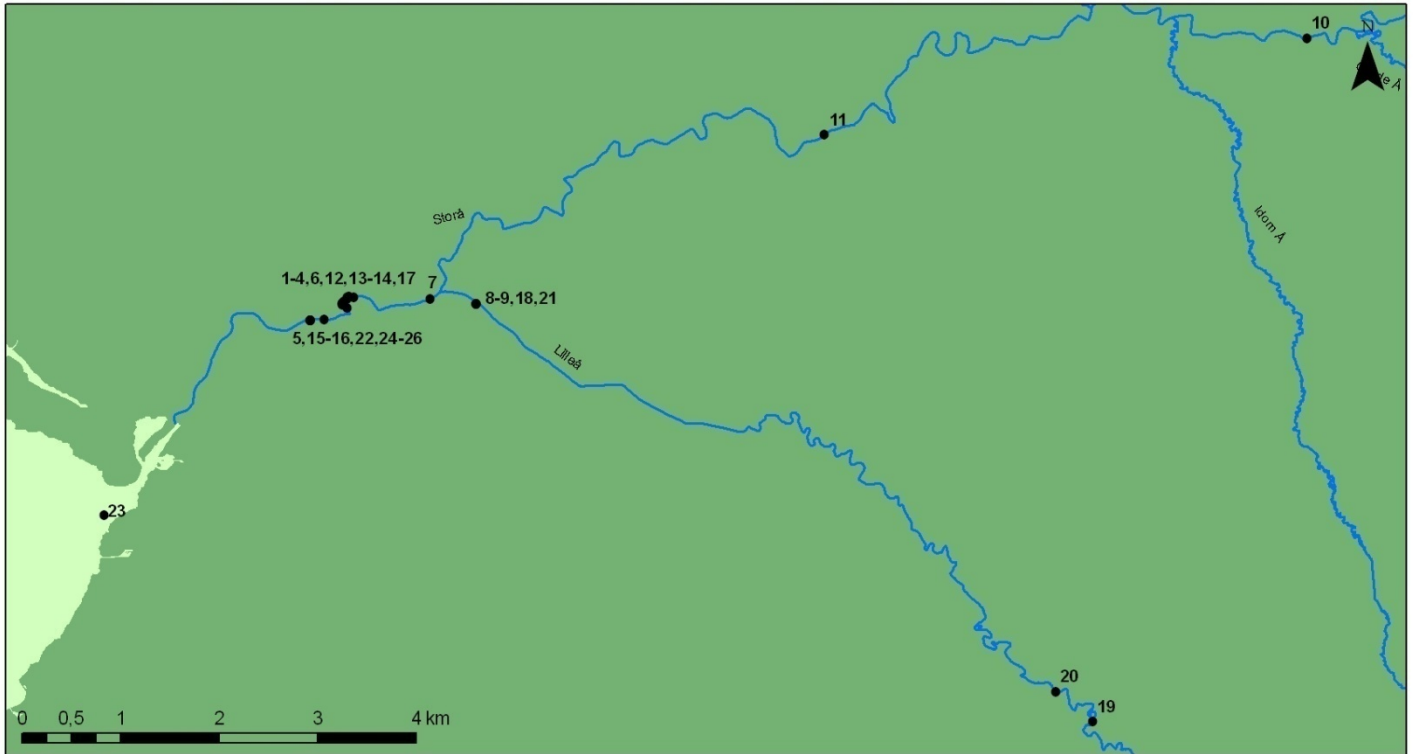 10
N
11
Storå
Idom Å
1-4,6,12,13-14,17
7
8-9,18,21
5,15-16,22,24-26
Lilleå
23
20
19
0 0,5 1 2 3 4 km